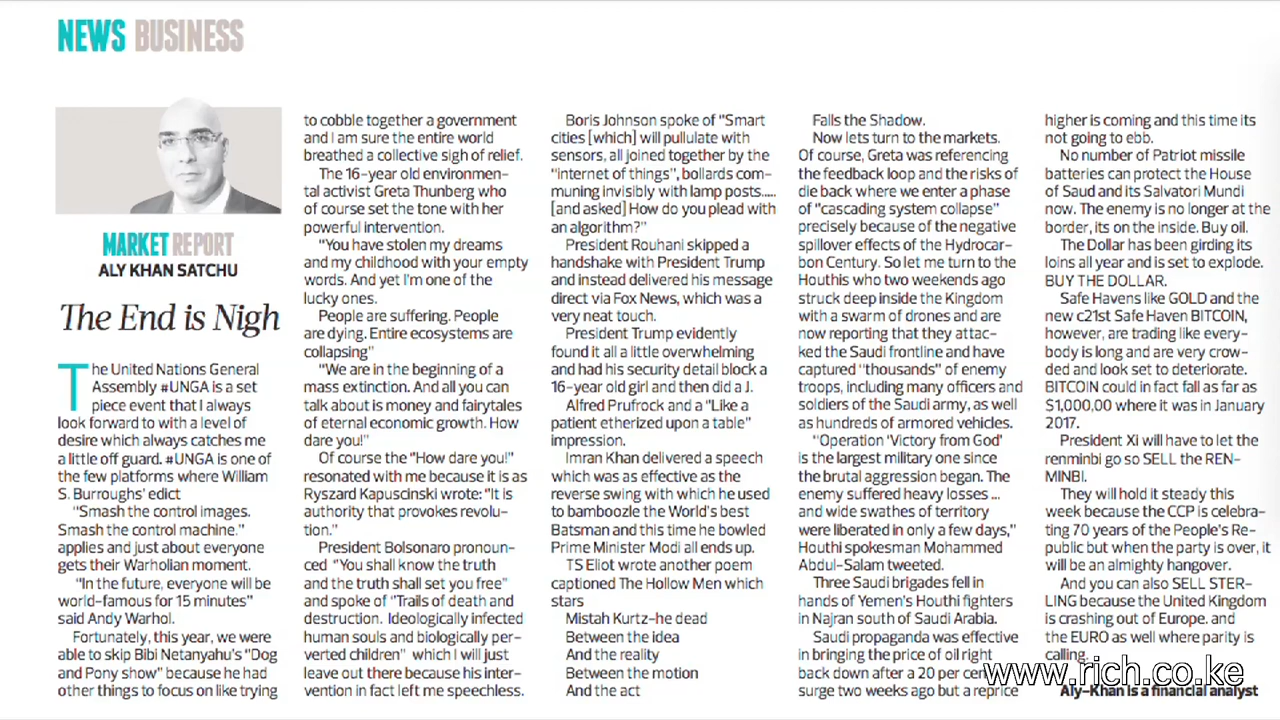 NEWS BUSINESS
MARKET REPORT
ALY KHAN SATCHU
The End is Nigh
The United Nations General
Assembly #UNGA is a set
piece event that I always
look forward to with a level of
desire which always catches me
a little off guard. #UNGA is one of
the few platforms where William
S. Burroughs' edict
"Smash the control images.
Smash the control machine."
applies and just about everyone
gets their Warholian moment.
"In the future, everyone will be
world-famous for 15 minutes"
said Andy Warhol.
Fortunately, this year, we were
able to skip Bibi Netanyahu's "Dog
and Pony show" because he had
other things to focus on like trying
to cobble together a government
and I am sure the entire world
breathed a collective sigh of relief.
The 16-year old environmen-
tal activist Greta Thunberg who
of course set the tone with her
powerful intervention.
"You have stolen my dreams
and my childhood with your empty
words. And yet I'm one of the
lucky ones.
People are suffering. People
are dying. Entire ecosystems are
collapsing"
"We are in the beginning of a
mass extinction. And all you can
talk about is money and fairytales
of eternal economic growth. How
dare you!"
Of course the "How dare you!"
resonated with me because it is as
Ryszard Kapuscinski wrote: "It is
authority that provokes revolu-
tion."
President Bolsonaro pronoun-
ced "You shall know the truth
and the truth shall set you free"
and spoke of "Trails of death and
destruction. Ideologically infected
human souls and biologically per-
verted children" which I will just
leave out there because his inter-
vention in fact left me speechless.
Boris Johnson spoke of "Smart
cities [which] will pullulate with
sensors, all joined together by the
"internet of things", bollards com-
muning invisibly with lamp posts.....
[and asked] How do you plead with
an algorithm?"
President Rouhani skipped a
handshake with President Trump
and instead delivered his message
direct via Fox News, which was a
very neat touch.
President Trump evidently
found it all a little overwhelming
and had his security detail block a
16-year old girl and then did a J.
Alfred Prufrock and a "Like a
patient etherized upon a table"
impression.
Imran Khan delivered a speech
which was as effective as the
reverse swing with which he used
to bamboozle the World's best
Batsman and this time he bowled
Prime Minister Modi all ends up.
TS Eliot wrote another poem
captioned The Hollow Men which
stars
Mistah Kurtz-he dead
Between the idea
And the reality
Between the motion
And the act
Falls the Shadow.
Now lets turn to the markets.
Of course, Greta was referencing
the feedback loop and the risks of
die back where we enter a phase
of "cascading system collapse"
precisely because of the negative
spillover effects of the Hydrocar-
bon Century. So let me turn to the
Houthis who two weeks ago
struck deep inside the Kingdom
with a swarm of drones and are
now reporting that they attac-
ked the Saudi frontline and have
captured "thousands" of enemy
troops, including many officers and
soldiers of the Saudi army, as well
as hundreds of armored vehicles.
"Operation 'Victory from God'
is the largest military one since
the brutal aggression began. The
enemy suffered heavy losses ...
and wide swathes of territory
were liberated in only a few days,"
Houthi spokesman Mohammed
Abdul-Salam tweeted.
Three Saudi brigades fell in
hands of Yemen's Houthi fighters
in Najran south of Saudi Arabia.
Saudi propaganda was effective
in bringing the price of oil right
back down after a 20 per cent
surge two weeks ago but a reprice
higher is coming and this time its
not going to ebb.
No number of Patriot missile
batteries can protect the House
of Saud and its Salvatori Mundi
now. The enemy is no longer at the
border, its on the inside. Buy oil.
The Dollar has been girding its
loins all year and is set to explode.
BUY THE DOLLAR.
Safe Havens like GOLD and the
new c21st Safe Haven BITCOIN,
however, are trading like every-
body is long and are very crow-
ded and look set to deteriorate.
BITCOIN could in fact fall as far as
$1,000,00 where it was in January
2017.
President Xi will have to let the
renminbi go so SELL the REN-
MINBI.
They will hold it steady this
week because the CCP is celebra-
ting 70 years of the People's Re-
public but when the party is over, it
will be an almighty hangover.
And you can also SELL STER-
LING because the United Kingdom
is crashing out of Europe. and
the EURO as well where parity is
calling.
Aly-Khan is a financial analyst
www.rich.co.ke